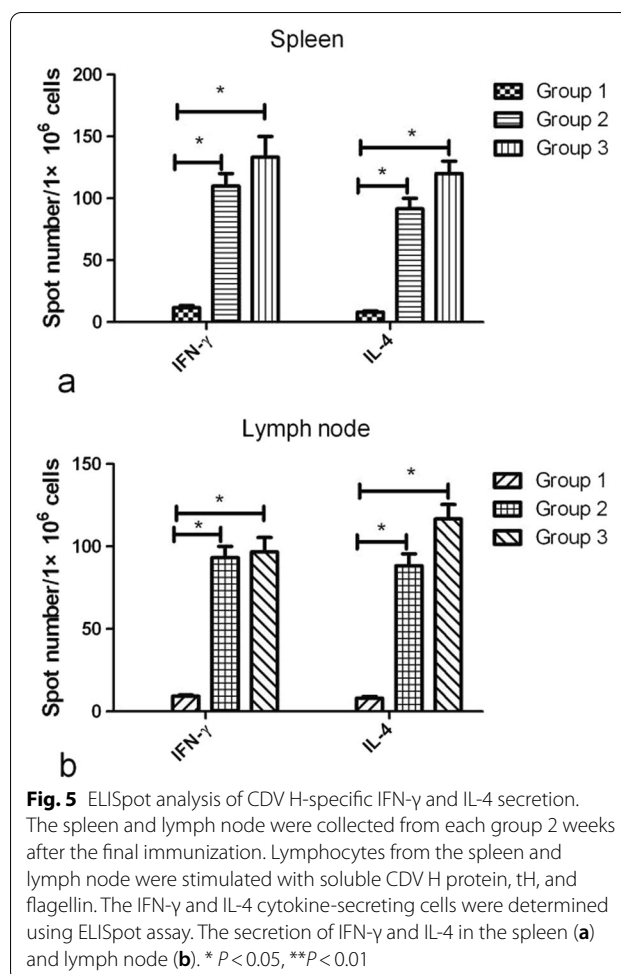 Spleen
Spot number/1× 10⁶ cells
200
150
100
50
0
*
*
*
*
IFN-γ
IL-4
Group 1
Group 2
Group 3
a
Lymph node
Spot number/1× 10⁶ cells
150
100
50
0
*
*
*
*
IFN-γ
IL-4
Group 1
Group 2
Group 3
b
Fig. 5 ELISpot analysis of CDV H-specific IFN-γ and IL-4 secretion.
The spleen and lymph node were collected from each group 2 weeks
after the final immunization. Lymphocytes from the spleen and
lymph node were stimulated with soluble CDV H protein, tH, and
flagellin. The IFN-γ and IL-4 cytokine-secreting cells were determined
using ELISpot assay. The secretion of IFN-γ and IL-4 in the spleen (a)
and lymph node (b). * P < 0.05, **P < 0.01